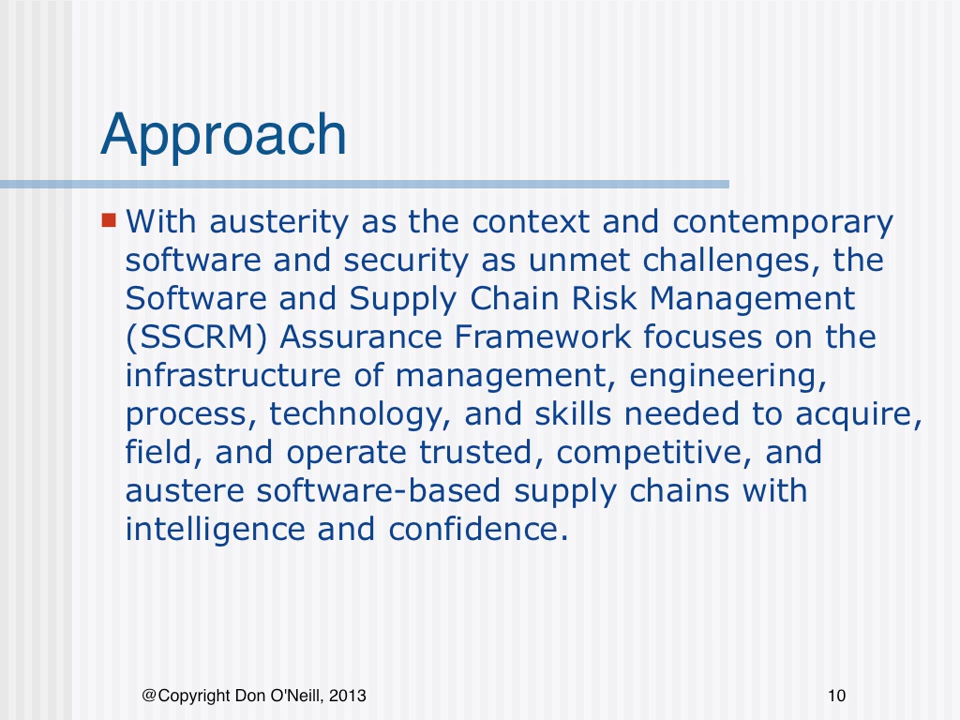 Approach
With austerity as the context and contemporary
software and security as unmet challenges, the
Software and Supply Chain Risk Management
(SSCRM) Assurance Framework focuses on the
infrastructure of management, engineering,
process, technology, and skills needed to acquire,
field, and operate trusted, competitive, and
austere software-based supply chains with
intelligence and confidence.
@Copyright Don O'Neill, 2013
10